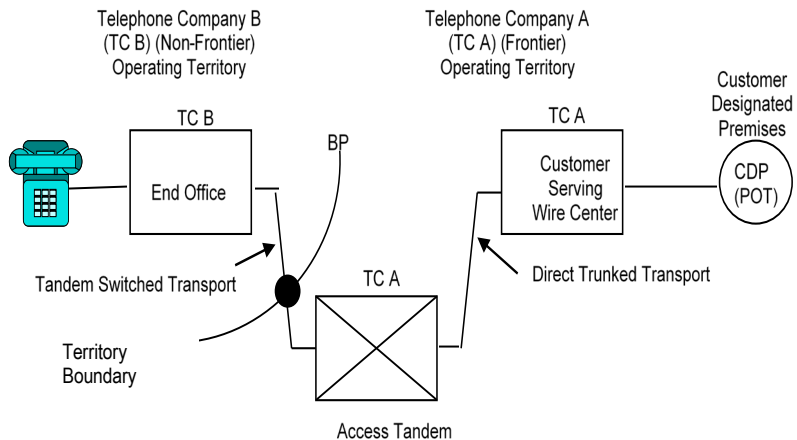 Telephone Company B
(TC B) (Non-Frontier)
Operating Territory
Telephone Company A
(TC A) (Frontier)
Operating Territory
Customer
Designated
Premises
TC B
BP
TC A
End Office
Customer
Serving
Wire Center
CDP
(POT)
Tandem Switched Transport
TC A
Direct Trunked Transport
Territory
Boundary
Access Tandem